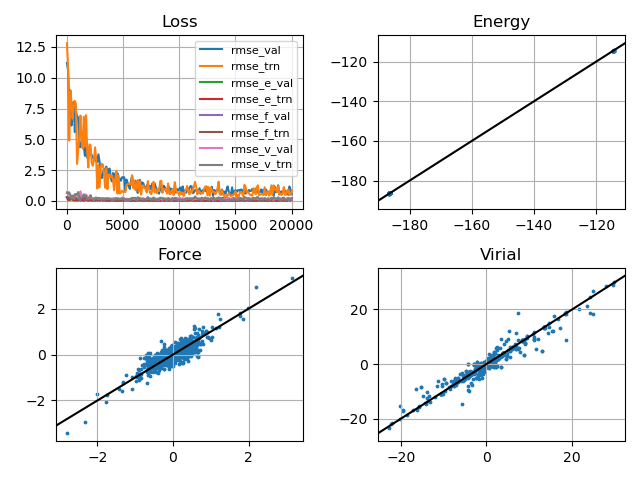 Loss
12.5
10.0
7.5
5.0
2.5
0.0
0
5000
10000
15000
20000
rmse_val
rmse_trn
rmse_e_val
rmse_e_trn
rmse_f_val
rmse_f_trn
rmse_v_val
rmse_v_trn
Energy
−120
−140
−160
−180
−180
−160
−140
−120
Force
2
0
−2
−2
0
2
Virial
20
0
−20
−20
0
20